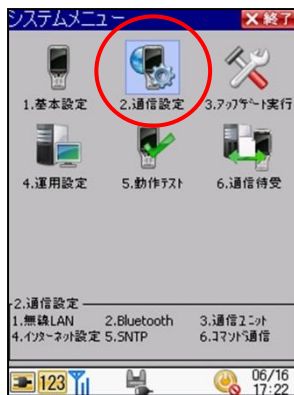 システムメニュー ×終了
1.基本設定 2.通信設定 3.アップデート実行
4.運用設定 5.動作テスト 6.通信待受
2.通信設定
1.無線LAN 2.Bluetooth 3.通信ユニット
4.インターネット設定 5.SNTP 6.コマンド通信
123 06/16
17:22